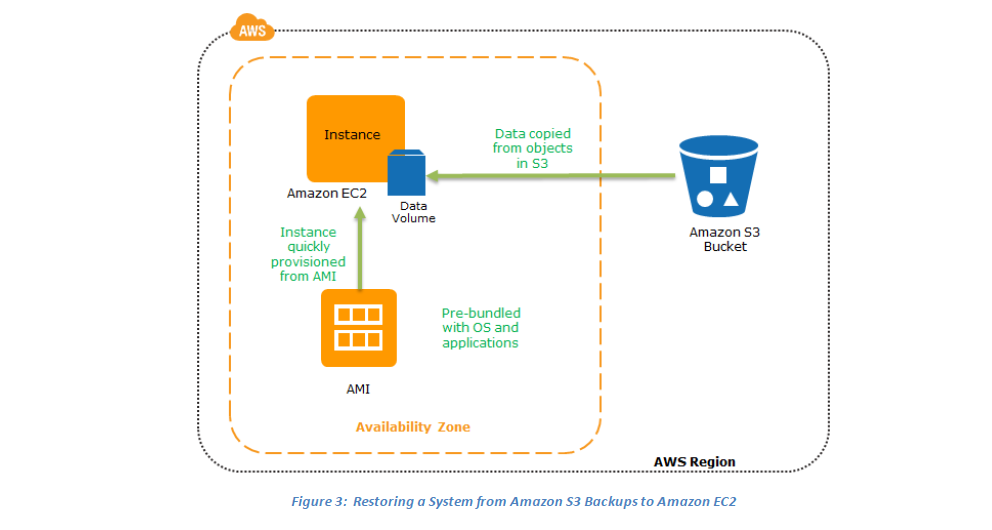 AWS
Instance
Data copied
from objects
in S3
Amazon EC2
Data
Volume
Amazon S3
Bucket
Instance
quickly
provisioned
from AMI
Pre-bundled
with OS and
applications
AMI
Availability Zone
AWS Region
Figure 3: Restoring a System from Amazon S3 Backups to Amazon EC2